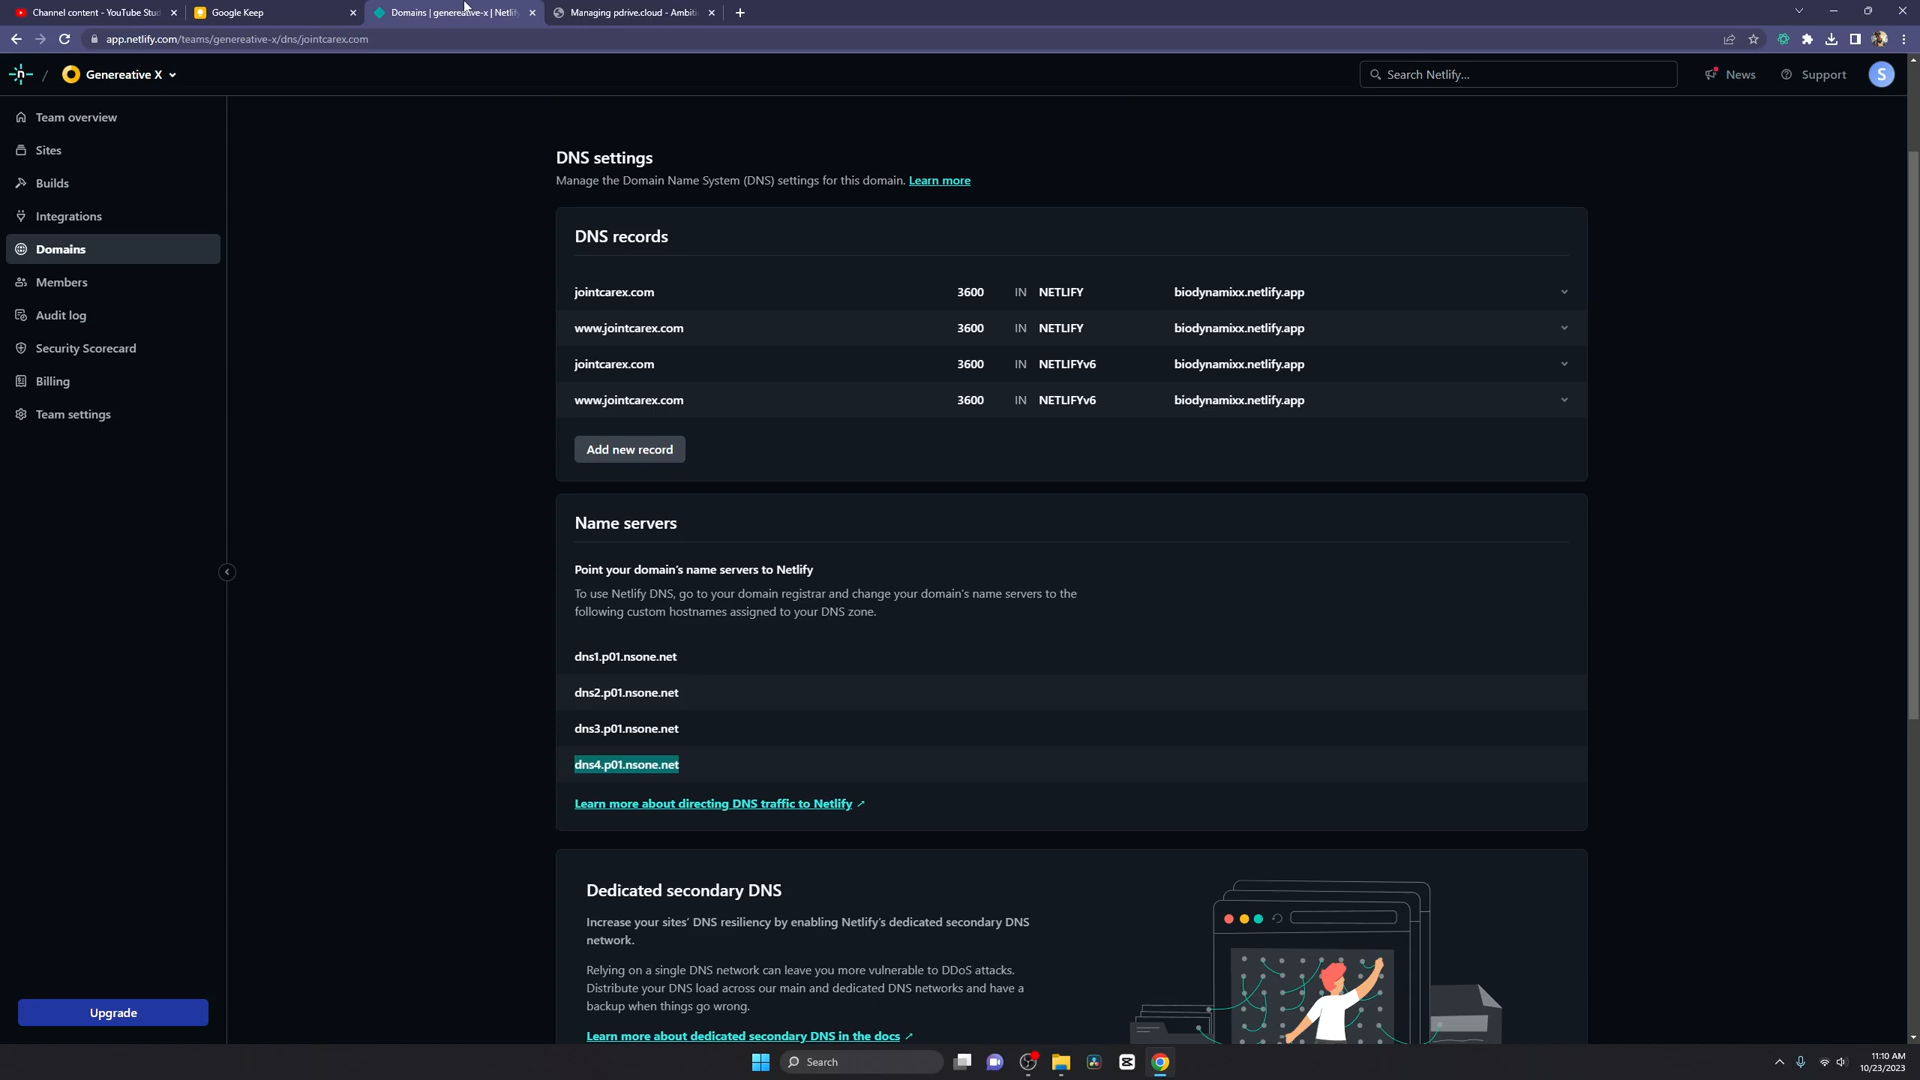 Channel content - YouTube Stud
Google Keep
Domains | genereative-x | Netlify
Managing pdrive.cloud - Ambiti
app.netlify.com/teams/genereative-x/dns/jointcarex.com
/ Genereative X
Search Netlify...
News
Support
S
Team overview
Sites
Builds
Integrations
Domains
Members
Audit log
Security Scorecard
Billing
Team settings
Upgrade
DNS settings
Manage the Domain Name System (DNS) settings for this domain. Learn more
DNS records
jointcarex.com 3600 IN NETLIFY biodynamixx.netlify.app
www.jointcarex.com 3600 IN NETLIFY biodynamixx.netlify.app
jointcarex.com 3600 IN NETLIFYv6 biodynamixx.netlify.app
www.jointcarex.com 3600 IN NETLIFYv6 biodynamixx.netlify.app
Add new record
Name servers
Point your domain's name servers to Netlify
To use Netlify DNS, go to your domain registrar and change your domain's name servers to the
following custom hostnames assigned to your DNS zone.
dns1.p01.nsone.net
dns2.p01.nsone.net
dns3.p01.nsone.net
dns4.p01.nsone.net
Learn more about directing DNS traffic to Netlify
Dedicated secondary DNS
Increase your sites' DNS resiliency by enabling Netlify's dedicated secondary DNS
network.
Relying on a single DNS network can leave you more vulnerable to DDoS attacks.
Distribute your DNS load across our main and dedicated DNS networks and have a
backup when things go wrong.
Learn more about dedicated secondary DNS in the docs
Search
11:10 AM
10/23/2023